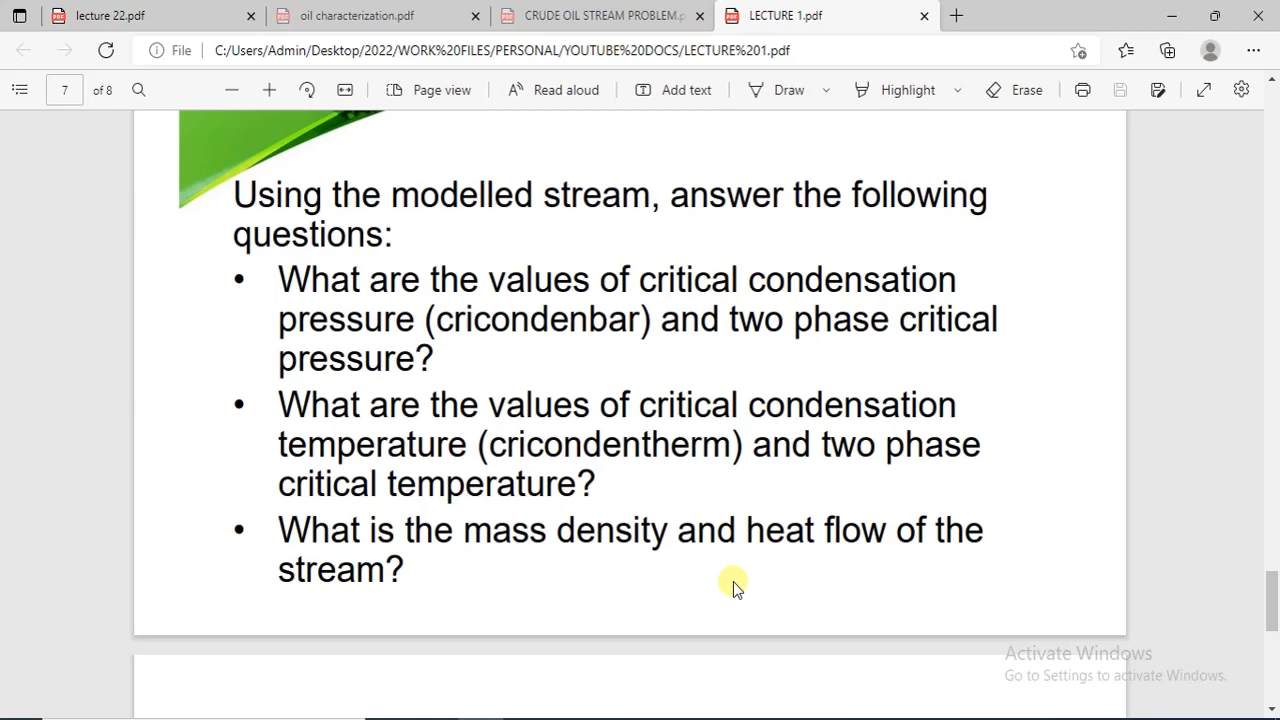 lecture 22.pdf
oil characterization.pdf
CRUDE OIL STREAM PROBLEM.p
LECTURE 1.pdf
File
C:/Users/Admin/Desktop/2022/WORK%20FILES/PERSONAL/YOUTUBE%20DOCS/LECTURE%201.pdf
7 of 8
Page view
Read aloud
Add text
Draw
Highlight
Erase
Using the modelled stream, answer the following
questions:
• What are the values of critical condensation
pressure (cricondenbar) and two phase critical
pressure?
• What are the values of critical condensation
temperature (cricondentherm) and two phase
critical temperature?
• What is the mass density and heat flow of the
stream?
Activate Windows
Go to Settings to activate Windows.